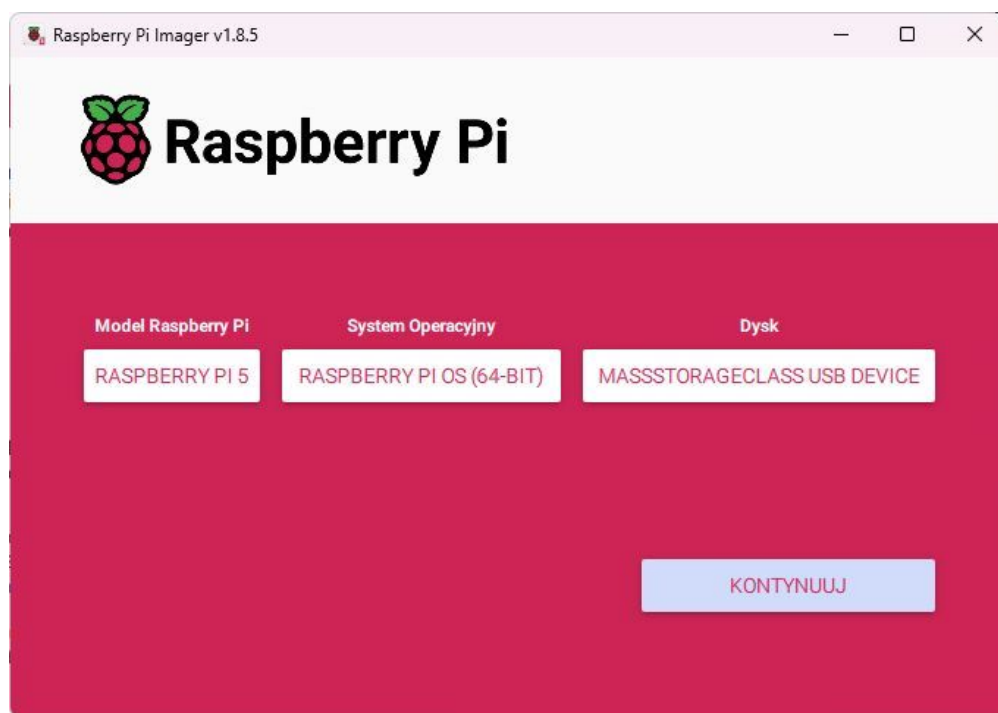 Raspberry Pi Imager v1.8.5
Raspberry Pi
Model Raspberry Pi System Operacyjny Dysk
RASPBERRY PI 5 RASPBERRY PI OS (64-BIT) MASSSTORAGECLASS USB DEVICE
KONTYNUUJ